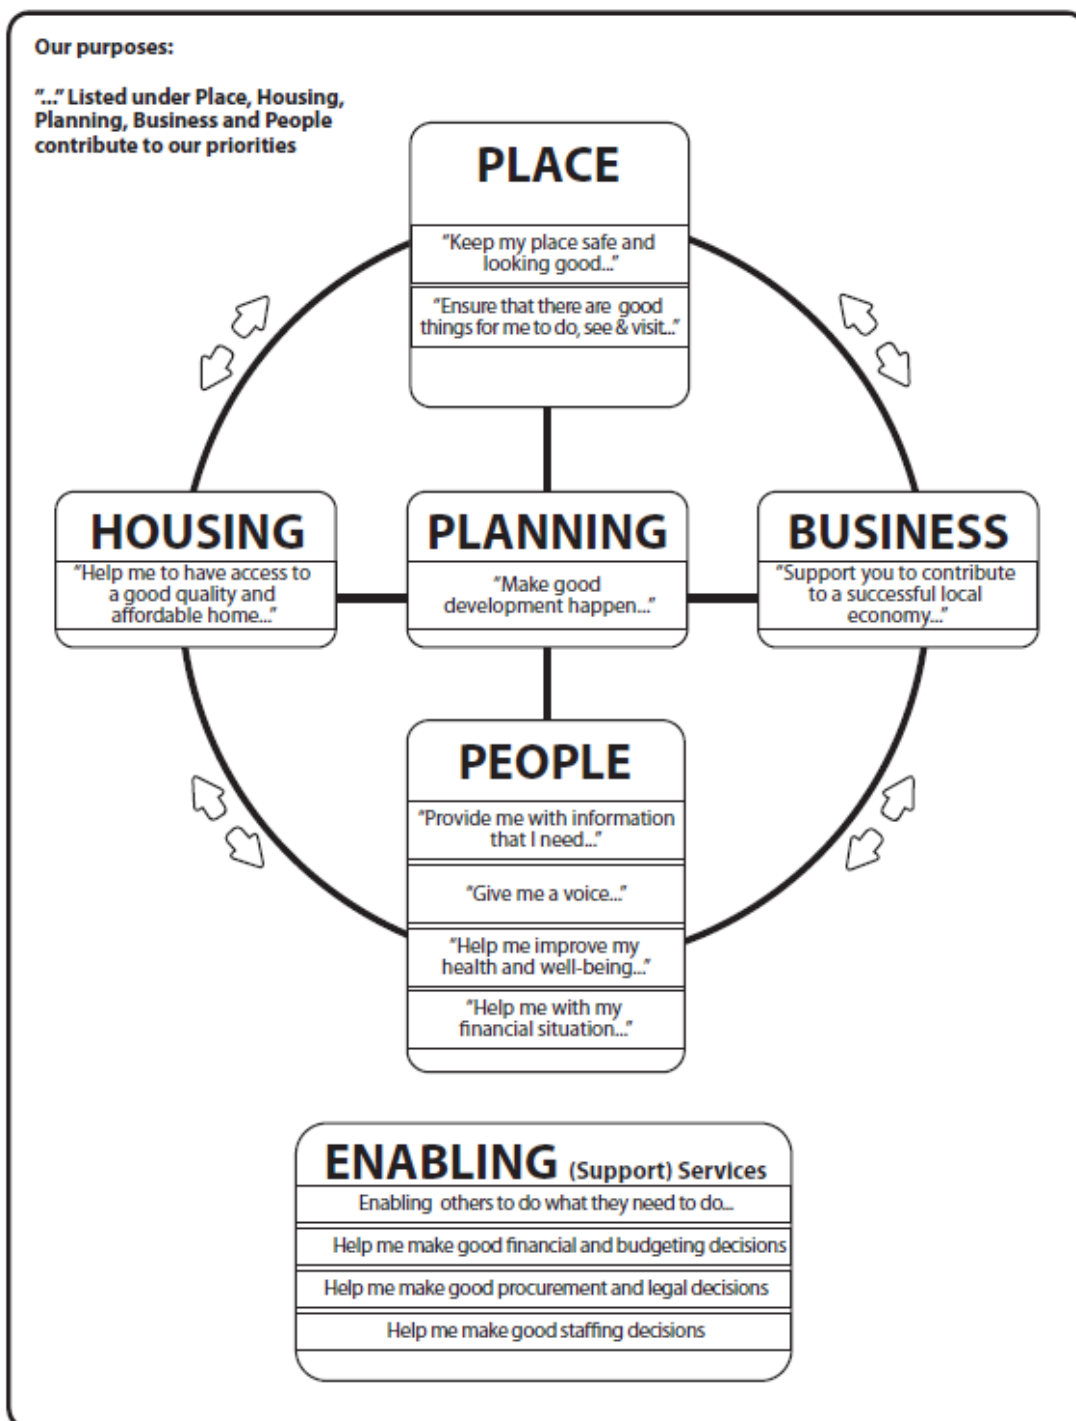 Our purposes:
"..." Listed under Place, Housing,
Planning, Business and People
contribute to our priorities
PLACE
"Keep my place safe and
looking good..."
"Ensure that there are good
things for me to do, see & visit..."
HOUSING
"Help me to have access to
a good quality and
affordable home..."
PLANNING
"Make good
development happen..."
BUSINESS
"Support you to contribute
to a successful local
economy..."
PEOPLE
"Provide me with information
that I need..."
"Give me a voice..."
"Help me improve my
health and well-being..."
"Help me with my
financial situation..."
ENABLING (Support) Services
Enabling others to do what they need to do...
Help me make good financial and budgeting decisions
Help me make good procurement and legal decisions
Help me make good staffing decisions